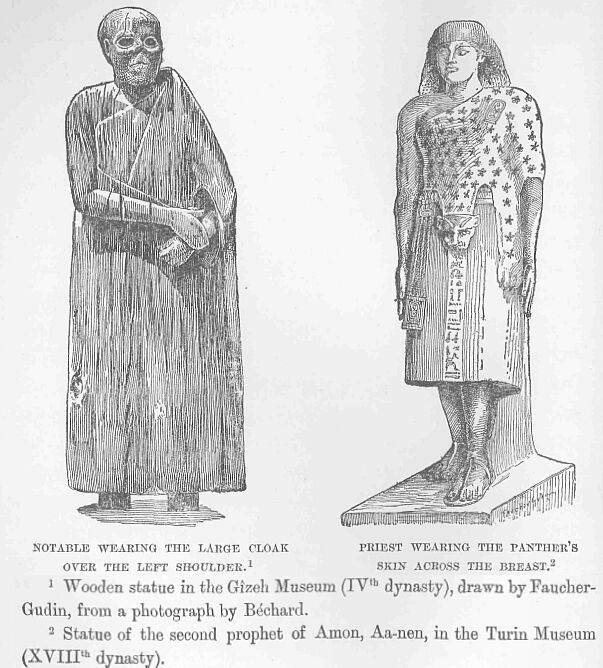 NOTABLE WEARING THE LARGE CLOAK
OVER THE LEFT SHOULDER.¹
PRIEST WEARING THE PANTHER'S
SKIN ACROSS THE BREAST.²
¹ Wooden statue in the Gîzeh Museum (IVᵗʰ dynasty), drawn by Faucher-
Gudin, from a photograph by Béchard.
² Statue of the second prophet of Amon, Aa-nen, in the Turin Museum
(XVIIIᵗʰ dynasty).